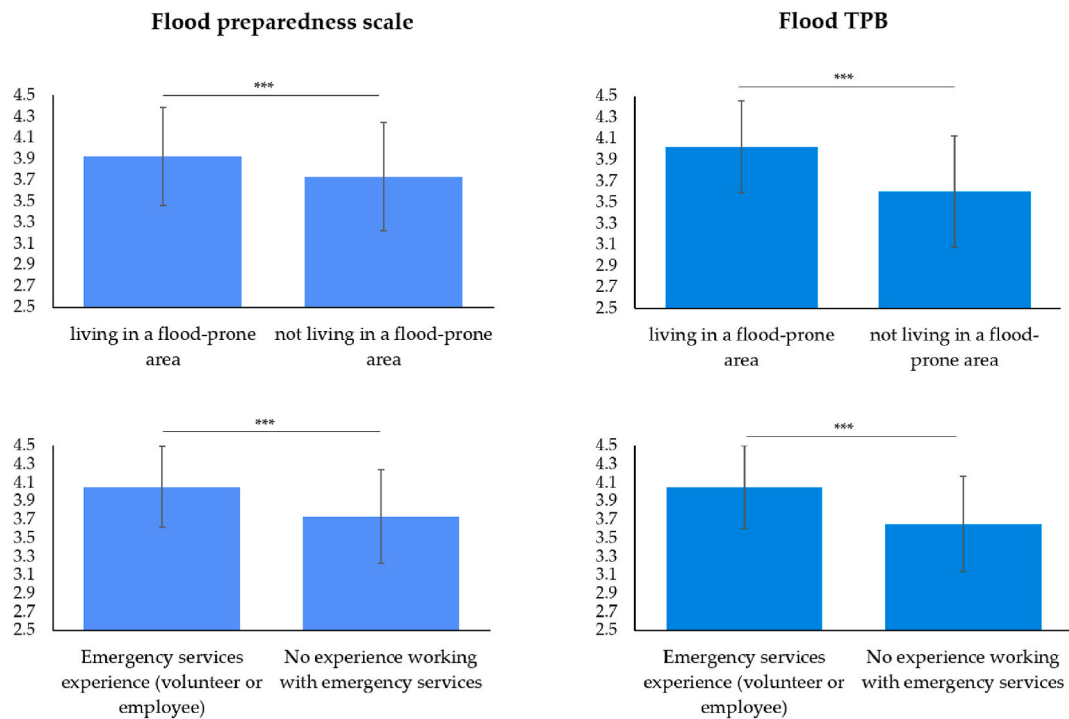 Flood preparedness scale
***
4.5
4.3
4.1
3.9
3.7
3.5
3.3
3.1
2.9
2.7
2.5
living in a flood-prone
area
not living in a flood-prone
area
Flood TPB
***
4.5
4.3
4.1
3.9
3.7
3.5
3.3
3.1
2.9
2.7
2.5
living in a flood-prone
area
not living in a flood-
prone area
***
4.5
4.3
4.1
3.9
3.7
3.5
3.3
3.1
2.9
2.7
2.5
Emergency services
experience (volunteer or
employee)
No experience working
with emergency services
***
4.5
4.3
4.1
3.9
3.7
3.5
3.3
3.1
2.9
2.7
2.5
Emergency services
experience (volunteer or
employee)
No experience working
with emergency services